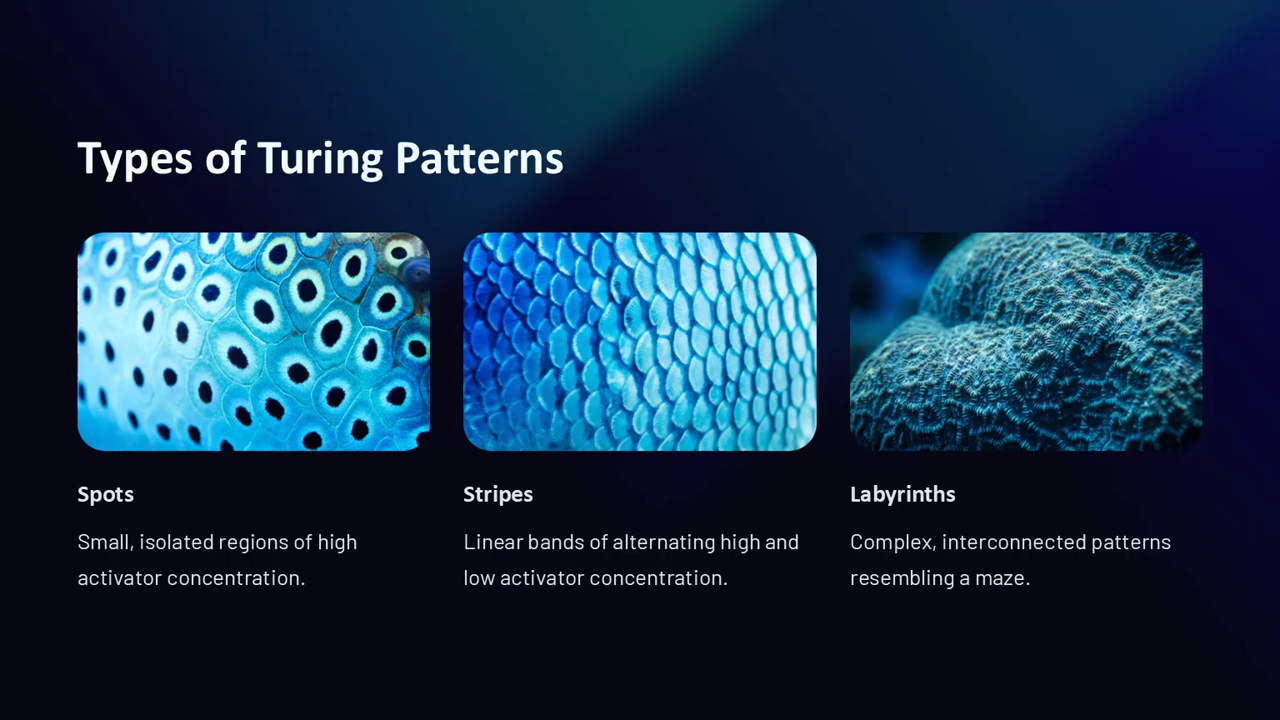 Types of Turing Patterns
Spots
Small, isolated regions of high
activator concentration.
Stripes
Linear bands of alternating high and
low activator concentration.
Labyrinths
Complex, interconnected patterns
resembling a maze.